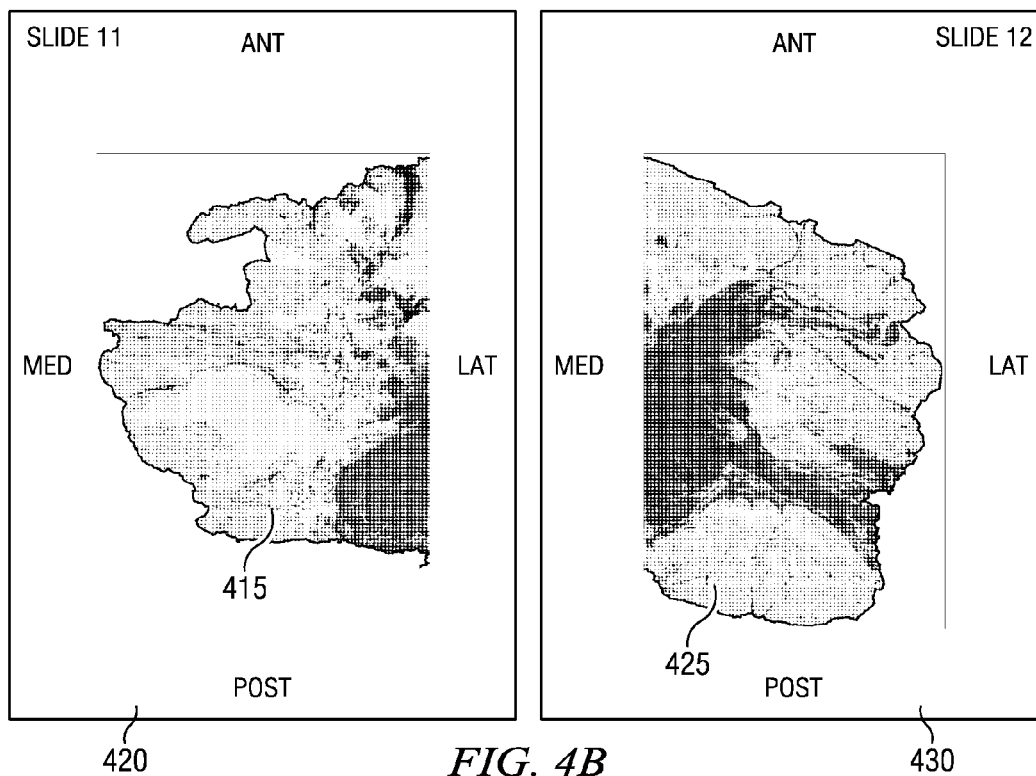 SLIDE 11
ANT
MED
LAT
415
POST
420
ANT
SLIDE 12
MED
LAT
425
POST
430
FIG. 4B